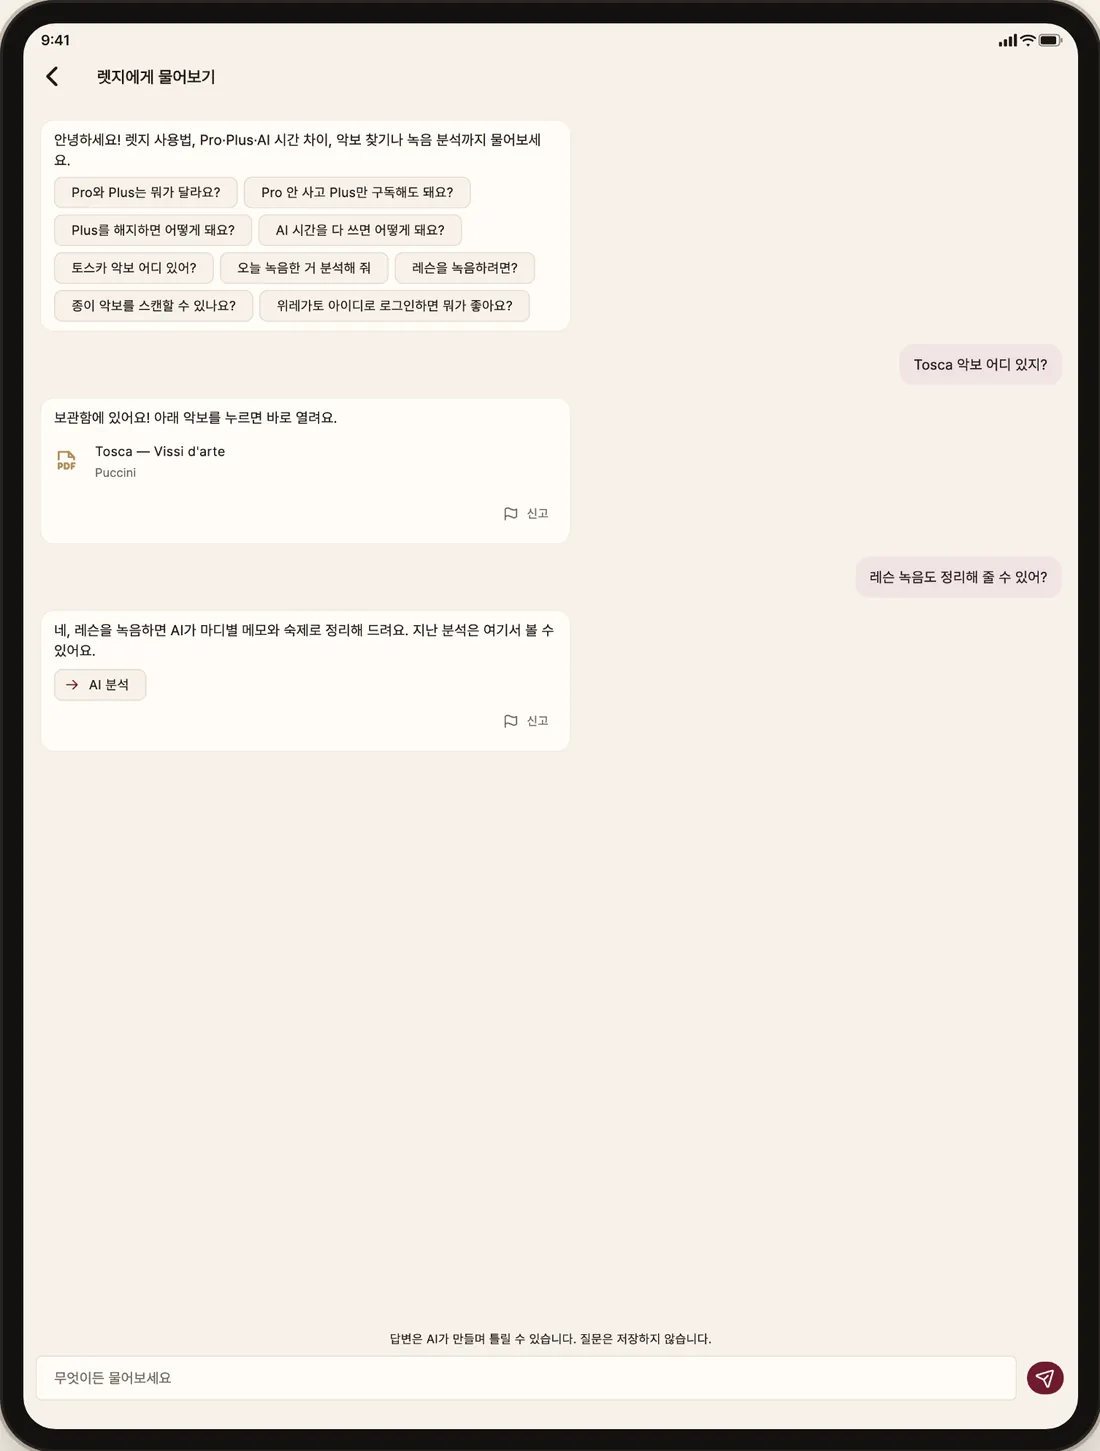 9:41
렛지에게 물어보기
안녕하세요! 렛지 사용법, Pro·Plus·AI 시간 차이, 악보 찾기나 녹음 분석까지 물어보세
요.
Pro와 Plus는 뭐가 달라요?
Pro 안 사고 Plus만 구독해도 돼요?
Plus를 해지하면 어떻게 돼요?
AI 시간을 다 쓰면 어떻게 돼요?
토스카 악보 어디 있어?
오늘 녹음한 거 분석해 줘
레슨을 녹음하려면?
종이 악보를 스캔할 수 있나요?
위레가토 아이디로 로그인하면 뭐가 좋아요?
Tosca 악보 어디 있지?
보관함에 있어요! 아래 악보를 누르면 바로 열려요.
PDF
Tosca — Vissi d'arte
Puccini
신고
레슨 녹음도 정리해 줄 수 있어?
네, 레슨을 녹음하면 AI가 마디별 메모와 숙제로 정리해 드려요. 지난 분석은 여기서 볼 수
있어요.
AI 분석
신고
답변은 AI가 만들며 틀릴 수 있습니다. 질문은 저장하지 않습니다.
무엇이든 물어보세요